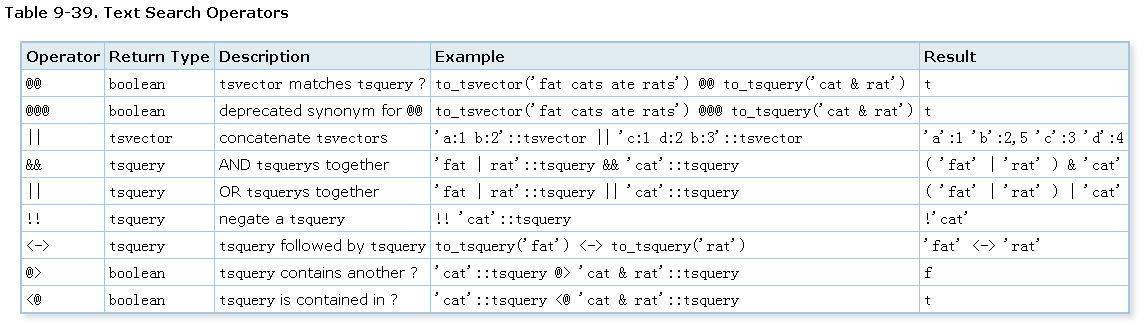 Table 9-39. Text Search Operators
Operator Return Type Description Example Result
@@ boolean tsvector matches tsquery ? to_tsvector('fat cats ate rats') @@ to_tsquery('cat & rat') t
@@@ boolean deprecated synonym for @@ to_tsvector('fat cats ate rats') @@@ to_tsquery('cat & rat') t
|| tsvector concatenate tsvectors 'a:1 b:2'::tsvector || 'c:1 d:2 b:3'::tsvector 'a':1 'b':2,5 'c':3 'd':4
&& tsquery AND tsquerys together 'fat | rat'::tsquery && 'cat'::tsquery ( 'fat' | 'rat' ) & 'cat'
|| tsquery OR tsquerys together 'fat | rat'::tsquery || 'cat'::tsquery ( 'fat' | 'rat' ) | 'cat'
!! tsquery negate a tsquery !! 'cat'::tsquery !'cat'
<-> tsquery tsquery followed by tsquery to_tsquery('fat') <-> to_tsquery('rat') 'fat' <-> 'rat'
@> boolean tsquery contains another ? 'cat'::tsquery @> 'cat & rat'::tsquery f
<@ boolean tsquery is contained in ? 'cat'::tsquery <@ 'cat & rat'::tsquery t